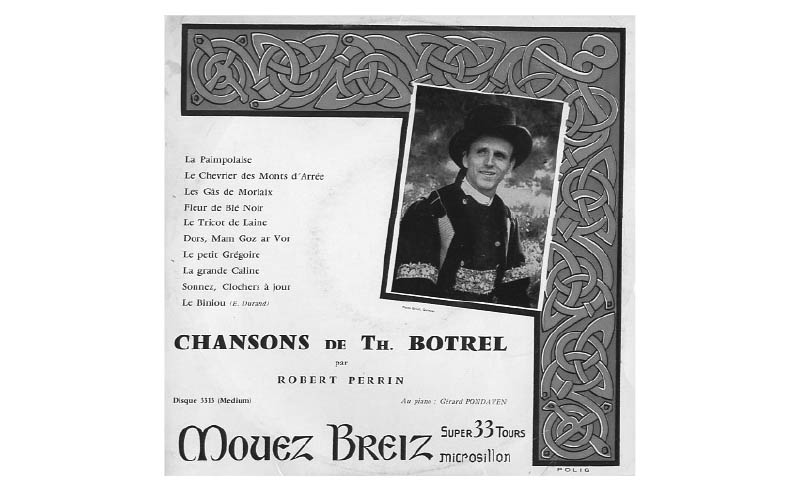 La Paimpolaise
Le Chevrier des Monts d'Arrée
Les Gâs de Morlaix
Fleur de Blé Noir
Le Tricot de Laine
Dors, Mam Goz ar Vor
Le petit Grégoire
La grande Caline
Sonnez, Clochers à jour
Le Biniou (E. Durand)
CHANSONS DE TH. BOTREL
par
ROBERT PERRIN
Disque 3313 (Medium) Au piano : Gérard PONDAVEN
MOUEZ BREIZ SUPER 33 TOURS
microsillon
POLIG